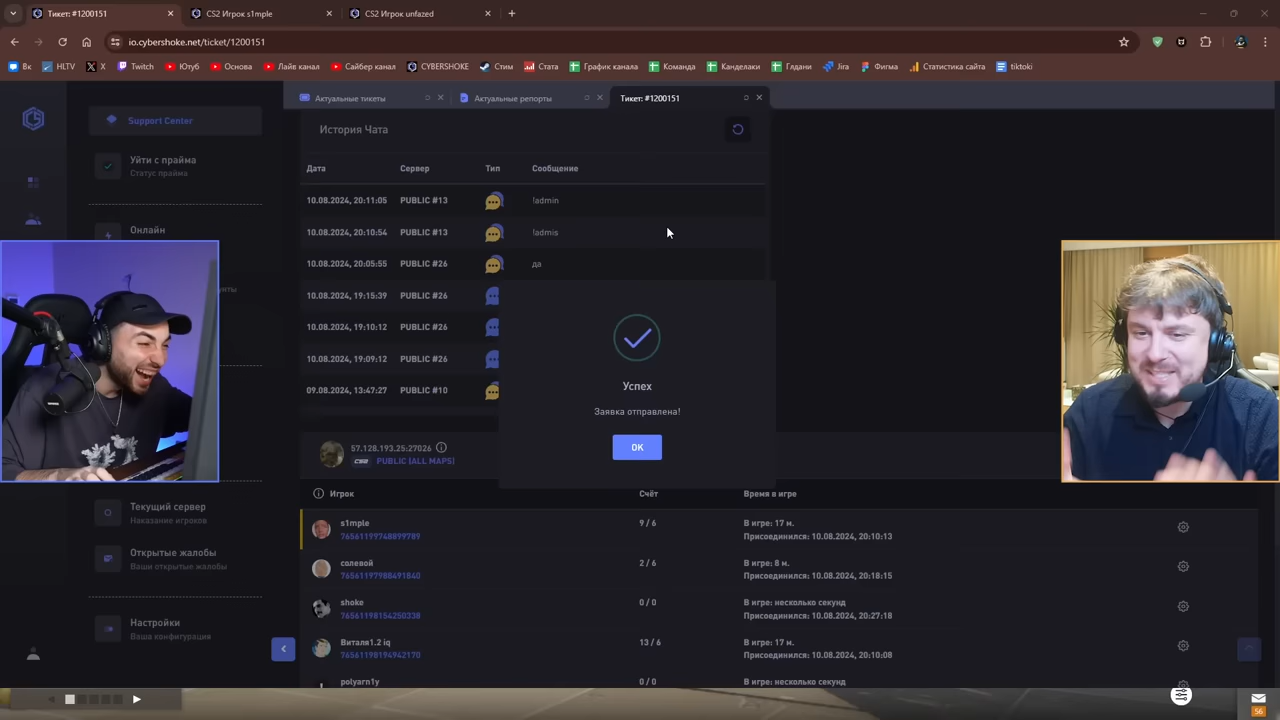 Тикет: #1200151
CS2 Игрок s1mple
CS2 Игрок unfazed
io.cybershoke.net/ticket/1200151
Вк
HLTV
X
Twitch
Ютуб
Основа
Лайв канал
Сайбер канал
CYBERSHOKE
Стим
Стата
График канала
Команда
Канделаки
Глдани
Jira
Фигма
Статистика сайта
tiktoki
Актуальные тикеты
Актуальные репорты
Тикет: #1200151
Support Center
Уйти с прайма
Статус прайма
Онлайн
История Чата
Дата Сервер Тип Сообщение
10.08.2024, 20:11:05 PUBLIC #13 !admin
10.08.2024, 20:10:54 PUBLIC #13 !admis
10.08.2024, 20:05:55 PUBLIC #26 да
10.08.2024, 19:15:39 PUBLIC #26
10.08.2024, 19:10:12 PUBLIC #26
10.08.2024, 19:09:12 PUBLIC #26
09.08.2024, 13:47:27 PUBLIC #10
Успех
Заявка отправлена!
OK
57.128.193.25:27026
CS2 PUBLIC [ALL MAPS]
Игрок Счёт Время в игре
s1mple 9 / 6 В игре: 17 м.
76561199748899789 Присоединился: 10.08.2024, 20:10:13
солевой 2 / 6 В игре: 8 м.
76561197988491840 Присоединился: 10.08.2024, 20:18:15
shoke 0 / 0 В игре: несколько секунд
76561198154250338 Присоединился: 10.08.2024, 20:27:18
Виталя1.2 iq 13 / 6 В игре: 17 м.
76561198194942170 Присоединился: 10.08.2024, 20:10:08
polyarn1y 0 / 0 В игре: несколько секунд
Текущий сервер
Наказание игроков
Открытые жалобы
Ваши открытые жалобы
Настройки
Ваша конфигурация
56